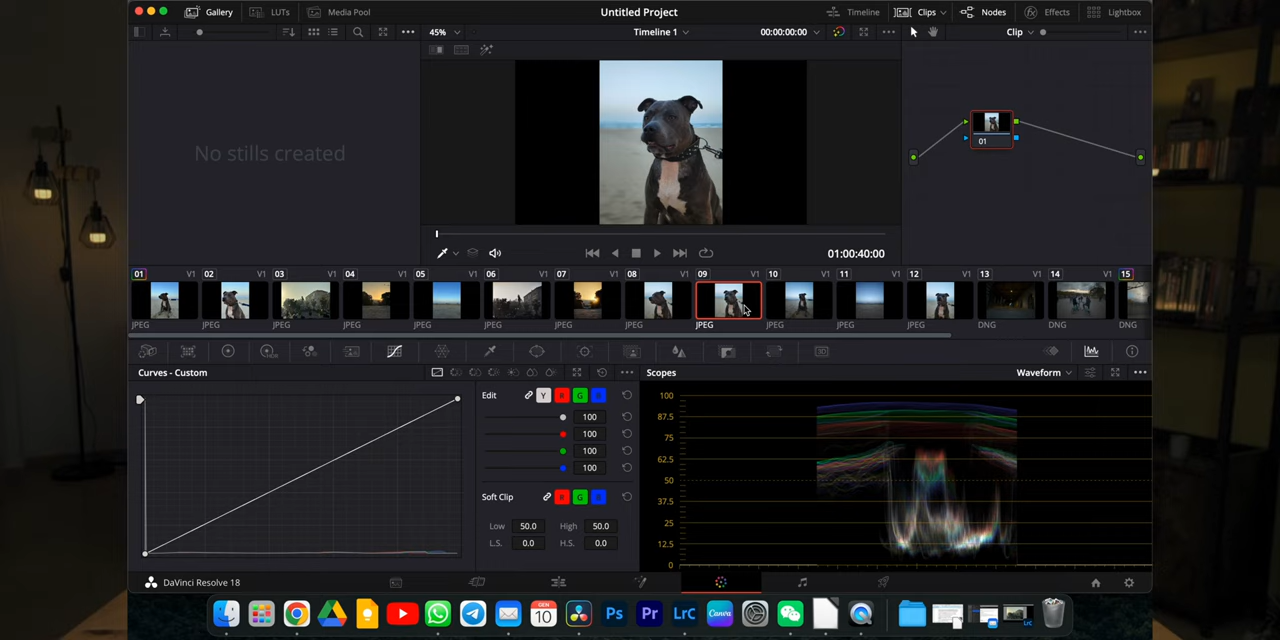 Gallery LUTs Media Pool Untitled Project Timeline Clips Nodes Effects Lightbox
45% Timeline 1 00:00:00:00 Clip
No stills created
01
01:00:40:00
01 V1 02 V1 03 V1 04 V1 05 V1 06 V1 07 V1 08 V1 09 V1 10 V1 11 V1 12 V1 13 V1 14 V1 15
JPEG JPEG JPEG JPEG JPEG JPEG JPEG JPEG JPEG JPEG JPEG JPEG DNG DNG DNG
3D
Curves - Custom
Edit Y R G B
100
100
100
100
Soft Clip R G B
Low 50.0 High 50.0
L.S. 0.0 H.S. 0.0
Scopes Waveform
100
87.5
75
62.5
50
37.5
25
12.5
0
DaVinci Resolve 18
GEN
10
Ps Pr LrC Canva
LrC